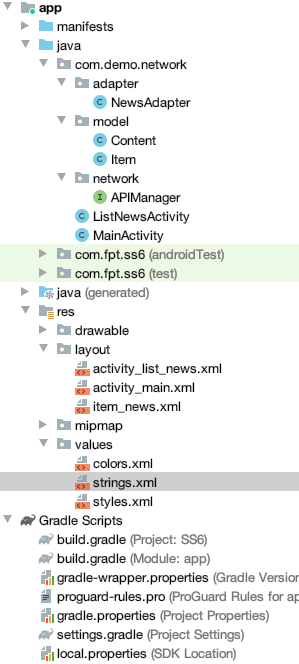 app
manifests
java
com.demo.network
adapter
NewsAdapter
model
Content
Item
network
APIManager
ListNewsActivity
MainActivity
com.fpt.ss6 (androidTest)
com.fpt.ss6 (test)
java (generated)
res
drawable
layout
activity_list_news.xml
activity_main.xml
item_news.xml
mipmap
values
colors.xml
strings.xml
styles.xml
Gradle Scripts
build.gradle (Project: SS6)
build.gradle (Module: app)
gradle-wrapper.properties (Gradle Version
proguard-rules.pro (ProGuard Rules for ap
gradle.properties (Project Properties)
settings.gradle (Project Settings)
local.properties (SDK Location)